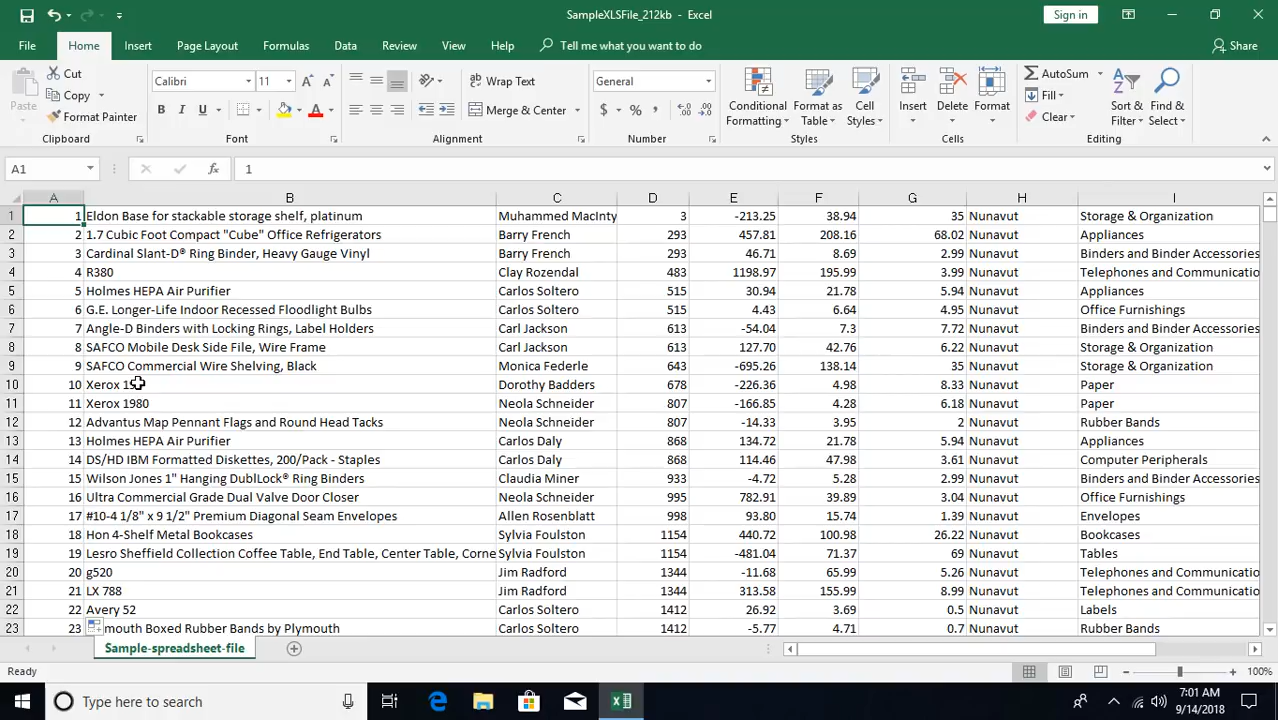 SampleXLSFile_212kb - Excel
Sign in
File Home Insert Page Layout Formulas Data Review View Help Tell me what you want to do Share
Paste Cut Copy Format Painter Clipboard
Calibri 11 B I U A Font
Wrap Text Merge & Center Alignment
General $ % , Number
Conditional Formatting Format as Table Cell Styles Styles
Insert Delete Format Cells
AutoSum Fill Clear Sort & Filter Find & Select Editing
A1 fx 1
A B C D E F G H I
1 1 Eldon Base for stackable storage shelf, platinum Muhammed MacInty 3 -213.25 38.94 35 Nunavut Storage & Organization
2 2 1.7 Cubic Foot Compact "Cube" Office Refrigerators Barry French 293 457.81 208.16 68.02 Nunavut Appliances
3 3 Cardinal Slant-D® Ring Binder, Heavy Gauge Vinyl Barry French 293 46.71 8.69 2.99 Nunavut Binders and Binder Accessories
4 4 R380 Clay Rozendal 483 1198.97 195.99 3.99 Nunavut Telephones and Communicatio
5 5 Holmes HEPA Air Purifier Carlos Soltero 515 30.94 21.78 5.94 Nunavut Appliances
6 6 G.E. Longer-Life Indoor Recessed Floodlight Bulbs Carlos Soltero 515 4.43 6.64 4.95 Nunavut Office Furnishings
7 7 Angle-D Binders with Locking Rings, Label Holders Carl Jackson 613 -54.04 7.3 7.72 Nunavut Binders and Binder Accessories
8 8 SAFCO Mobile Desk Side File, Wire Frame Carl Jackson 613 127.70 42.76 6.22 Nunavut Storage & Organization
9 9 SAFCO Commercial Wire Shelving, Black Monica Federle 643 -695.26 138.14 35 Nunavut Storage & Organization
10 10 Xerox Dorothy Badders 678 -226.36 4.98 8.33 Nunavut Paper
11 11 Xerox 1980 Neola Schneider 807 -166.85 4.28 6.18 Nunavut Paper
12 12 Advantus Map Pennant Flags and Round Head Tacks Neola Schneider 807 -14.33 3.95 2 Nunavut Rubber Bands
13 13 Holmes HEPA Air Purifier Carlos Daly 868 134.72 21.78 5.94 Nunavut Appliances
14 14 DS/HD IBM Formatted Diskettes, 200/Pack - Staples Carlos Daly 868 114.46 47.98 3.61 Nunavut Computer Peripherals
15 15 Wilson Jones 1" Hanging DublLock® Ring Binders Claudia Miner 933 -4.72 5.28 2.99 Nunavut Binders and Binder Accessories
16 16 Ultra Commercial Grade Dual Valve Door Closer Neola Schneider 995 782.91 39.89 3.04 Nunavut Office Furnishings
17 17 #10-4 1/8" x 9 1/2" Premium Diagonal Seam Envelopes Allen Rosenblatt 998 93.80 15.74 1.39 Nunavut Envelopes
18 18 Hon 4-Shelf Metal Bookcases Sylvia Foulston 1154 440.72 100.98 26.22 Nunavut Bookcases
19 19 Lesro Sheffield Collection Coffee Table, End Table, Center Table, Corne Sylvia Foulston 1154 -481.04 71.37 69 Nunavut Tables
20 20 g520 Jim Radford 1344 -11.68 65.99 5.26 Nunavut Telephones and Communicatio
21 21 LX 788 Jim Radford 1344 313.58 155.99 8.99 Nunavut Telephones and Communicatio
22 22 Avery 52 Carlos Soltero 1412 26.92 3.69 0.5 Nunavut Labels
23 23 mouth Boxed Rubber Bands by Plymouth Carlos Soltero 1412 -5.77 4.71 0.7 Nunavut Rubber Bands
Sample-spreadsheet-file
Ready 100%
Type here to search 7:01 AM
9/14/2018